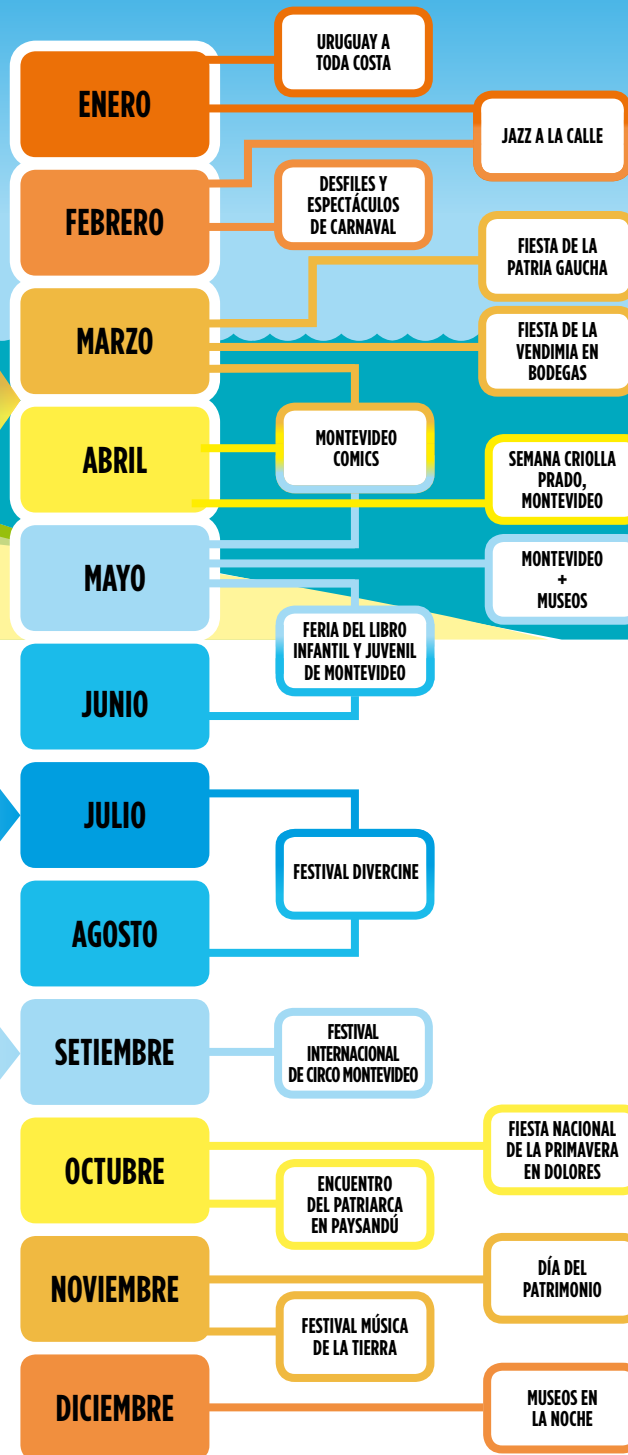 ENERO
URUGUAY A
TODA COSTA
JAZZ A LA CALLE
FEBRERO
DESFILES Y
ESPECTÁCULOS
DE CARNAVAL
FIESTA DE LA
PATRIA GAUCHA
MARZO
FIESTA DE LA
VENDIMIA EN
BODEGAS
ABRIL
MONTEVIDEO
COMICS
SEMANA CRIOLLA
PRADO,
MONTEVIDEO
MAYO
MONTEVIDEO
+
MUSEOS
FERIA DEL LIBRO
INFANTIL Y JUVENIL
DE MONTEVIDEO
JUNIO
JULIO
FESTIVAL DIVERCINE
AGOSTO
SETIEMBRE
FESTIVAL
INTERNACIONAL
DE CIRCO MONTEVIDEO
OCTUBRE
FIESTA NACIONAL
DE LA PRIMAVERA
EN DOLORES
ENCUENTRO
DEL PATRIARCA
EN PAYSANDÚ
NOVIEMBRE
DÍA DEL
PATRIMONIO
FESTIVAL MÚSICA
DE LA TIERRA
DICIEMBRE
MUSEOS EN
LA NOCHE